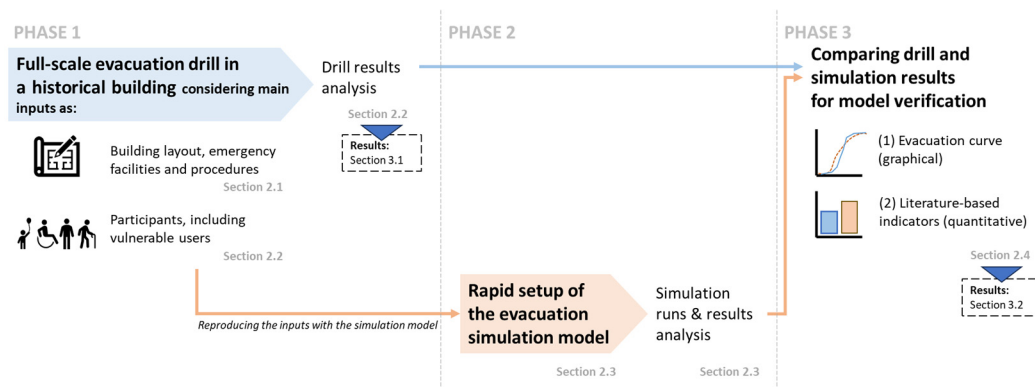 PHASE 1
Full-scale evacuation drill in
a historical building considering main
inputs as:
Drill results
analysis
Section 2.2
Results:
Section 3.1
Building layout, emergency
facilities and procedures
Section 2.1
Participants, including
vulnerable users
Section 2.2
Reproducing the inputs with the simulation model
PHASE 2
Rapid setup of
the evacuation
simulation model
Section 2.3
Simulation
runs & results
analysis
Section 2.3
PHASE 3
Comparing drill and
simulation results
for model verification
(1) Evacuation curve
(graphical)
(2) Literature-based
indicators (quantitative)
Section 2.4
Results:
Section 3.2